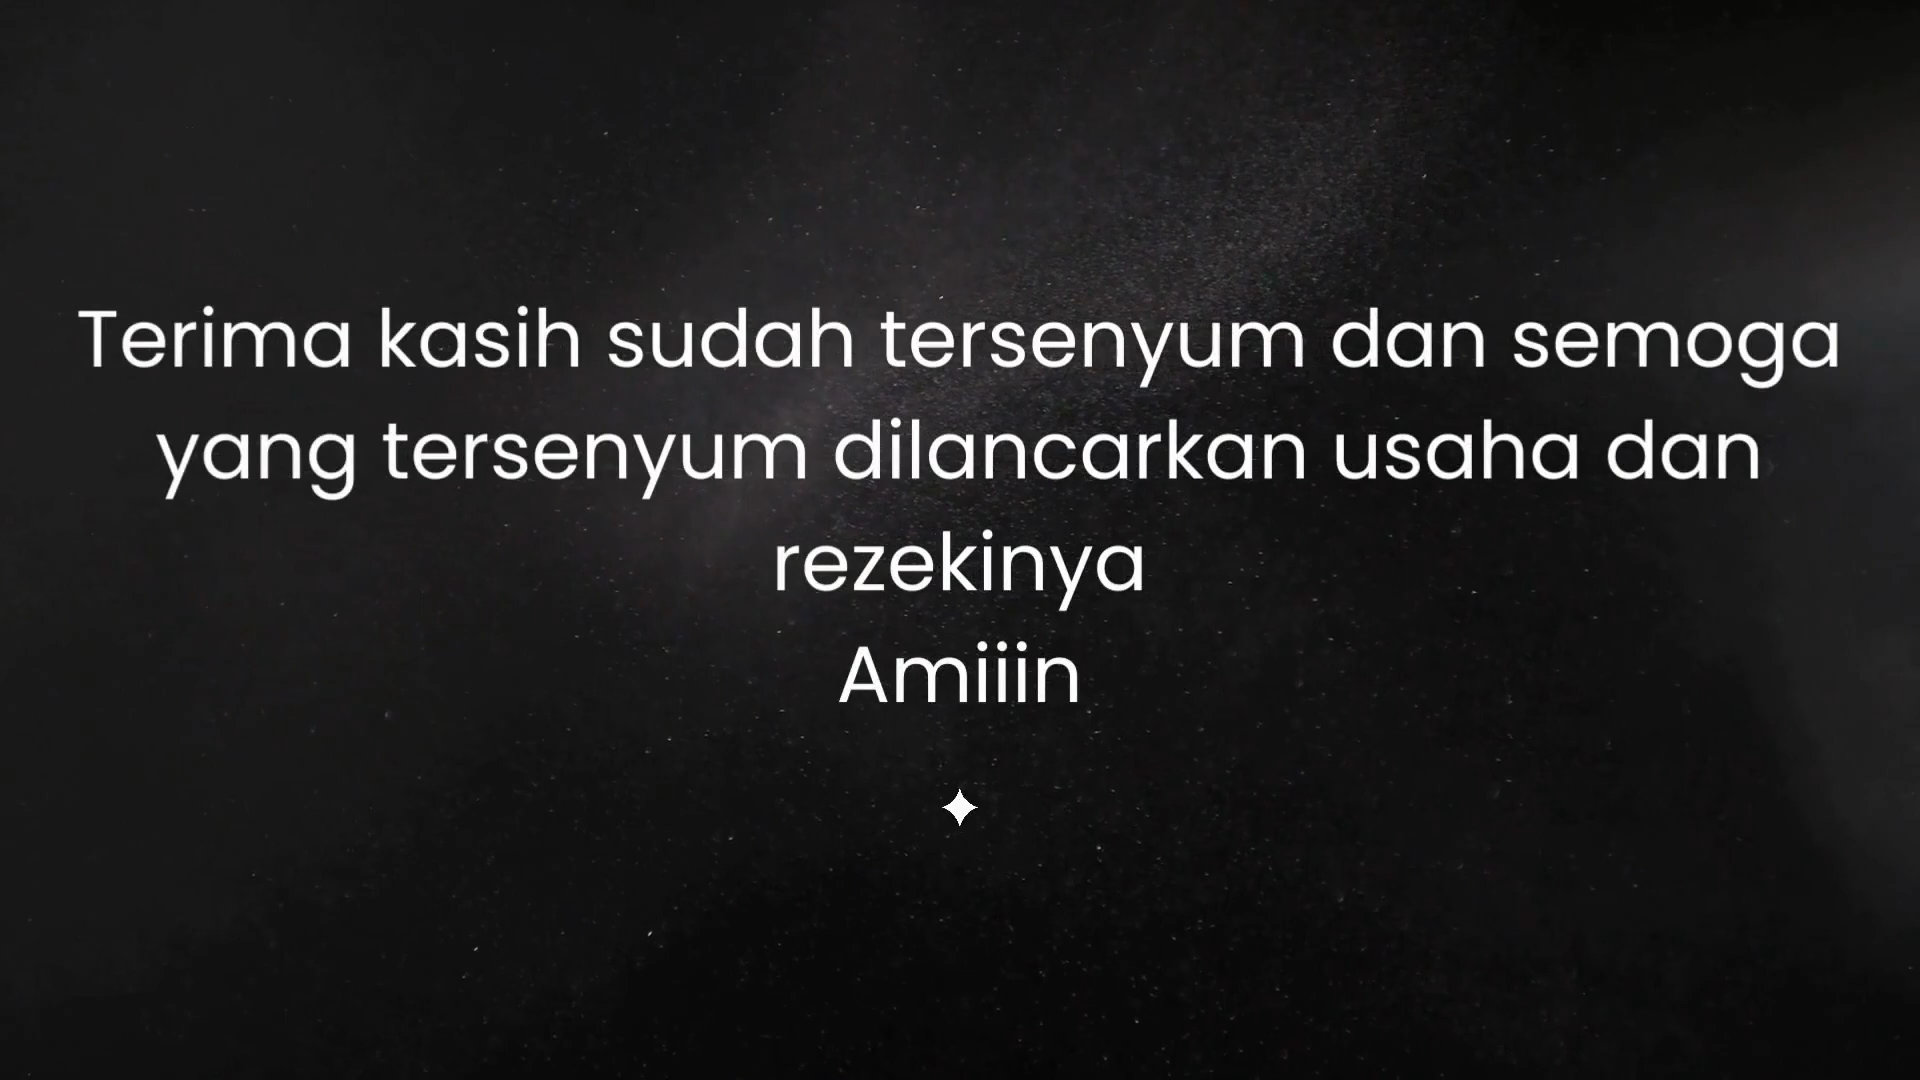 Terima kasih sudah tersenyum dan semoga
yang tersenyum dilancarkan usaha dan
rezekinya
Amiiin